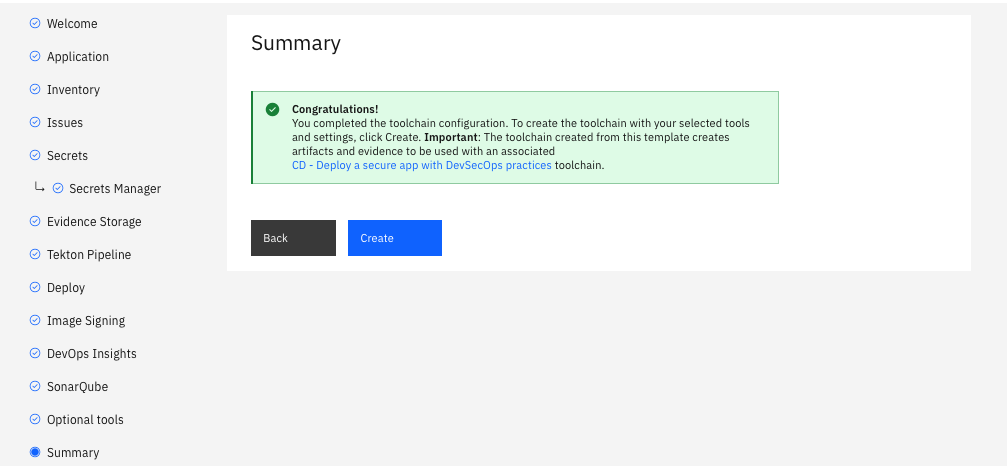 Welcome
Application
Inventory
Issues
Secrets
Secrets Manager
Evidence Storage
Tekton Pipeline
Deploy
Image Signing
DevOps Insights
SonarQube
Optional tools
Summary
Summary
Congratulations!
You completed the toolchain configuration. To create the toolchain with your selected tools
and settings, click Create. Important: The toolchain created from this template creates
artifacts and evidence to be used with an associated
CD - Deploy a secure app with DevSecOps practices toolchain.
Back
Create